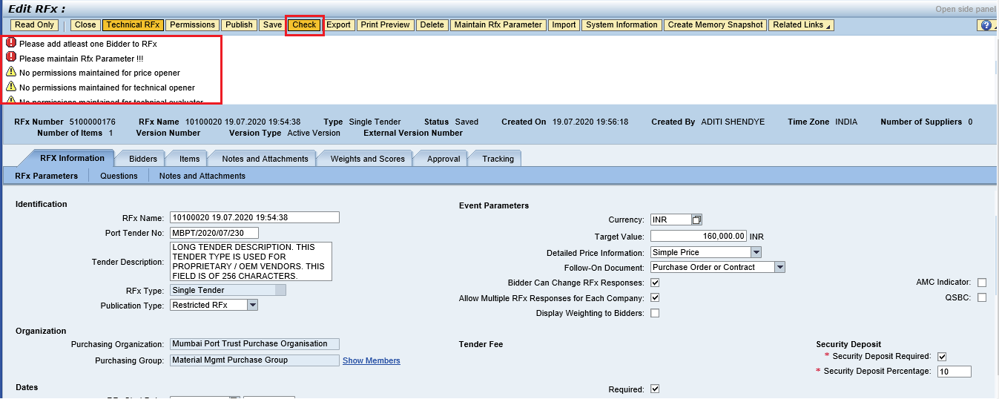 Edit RFx :
Open side panel
Read Only Close Technical RFx Permissions Publish Save Check Export Print Preview Delete Maintain Rfx Parameter Import System Information Create Memory Snapshot Related Links
Please add atleast one Bidder to RFx
Please maintain Rfx Parameter !!!
No permissions maintained for price opener
No permissions maintained for technical opener
No permissions maintained for technical evaluator
RFx Number 5100000176 RFx Name 10100020 19.07.2020 19:54:38 Type Single Tender Status Saved Created On 19.07.2020 19:56:18 Created By ADITI SHENDYE Time Zone INDIA Number of Suppliers 0
Number of Items 1 Version Number Version Type Active Version External Version Number
RFX Information Bidders Items Notes and Attachments Weights and Scores Approval Tracking
RFx Parameters Questions Notes and Attachments
Identification
RFx Name: 10100020 19.07.2020 19:54:38
Port Tender No: MBPT/2020/07/230
Tender Description: LONG TENDER DESCRIPTION. THIS
TENDER TYPE IS USED FOR
PROPRIETARY / OEM VENDORS. THIS
FIELD IS OF 256 CHARACTERS.
RFx Type: Single Tender
Publication Type: Restricted RFx
Event Parameters
Currency: INR
Target Value: 160,000.00 INR
Detailed Price Information: Simple Price
Follow-On Document: Purchase Order or Contract
Bidder Can Change RFx Responses:
Allow Multiple RFx Responses for Each Company:
Display Weighting to Bidders:
AMC Indicator:
QSBC:
Organization
Purchasing Organization: Mumbai Port Trust Purchase Organisation
Purchasing Group: Material Mgmt Purchase Group Show Members
Tender Fee
Required:
Security Deposit
* Security Deposit Required:
* Security Deposit Percentage: 10
Dates